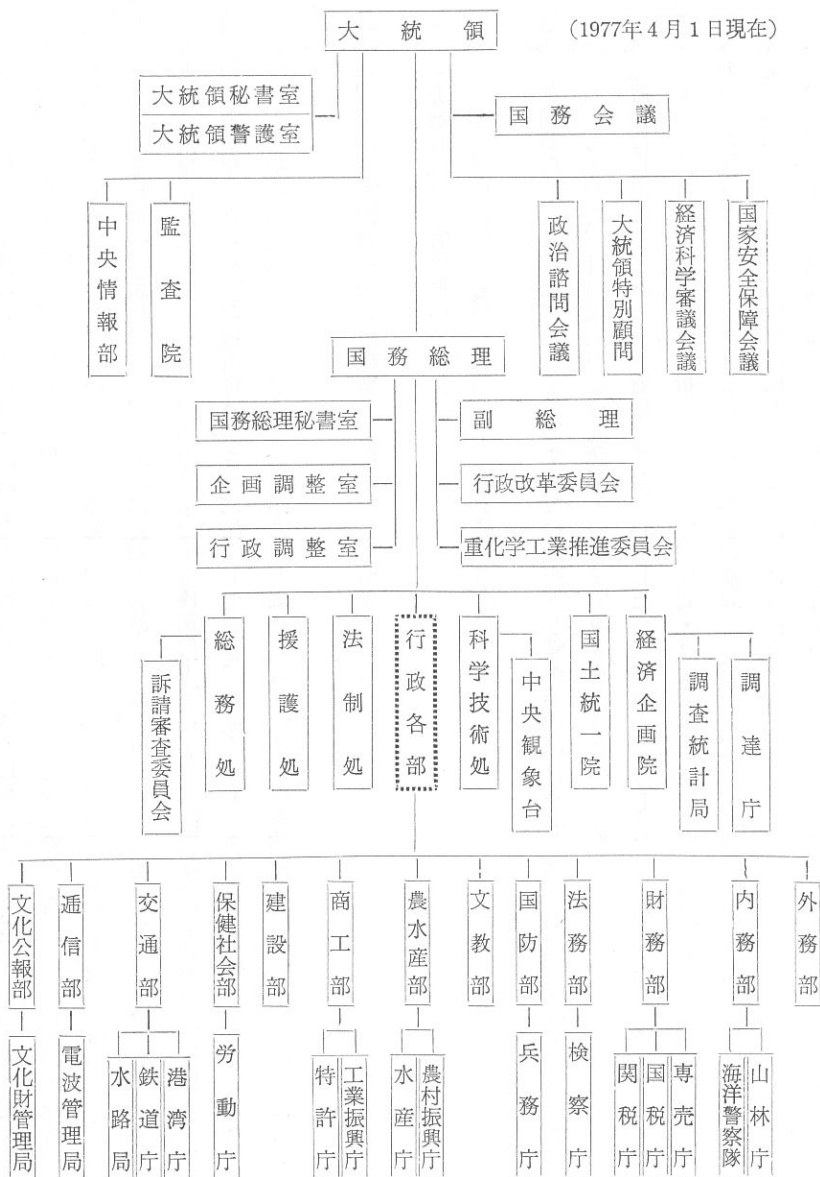 (1977年4月1日現在)
大統領
大統領秘書室
大統領警護室
国務会議
中央情報部
監査院
政治諮問会議
大統領特別顧問
経済科学審議会議
国家安全保障会議
国務総理
国務総理秘書室
副総理
企画調整室
行政改革委員会
行政調整室
重化学工業推進委員会
訴請審査委員会
総務処
援護処
法制処
行政各部
科学技術処
中央観象台
国土統一院
経済企画院
調査統計局
調達庁
文化公報部
逓信部
交通部
保健社会部
建設部
商工部
農水産部
文教部
国防部
法務部
財務部
内務部
外務部
文化財管理局
電波管理局
水路局
鉄道庁
港湾庁
労働庁
特許庁
工業振興庁
水産庁
農村振興庁
兵務庁
検察庁
関税庁
国税庁
専売庁
海洋警察隊
山林庁